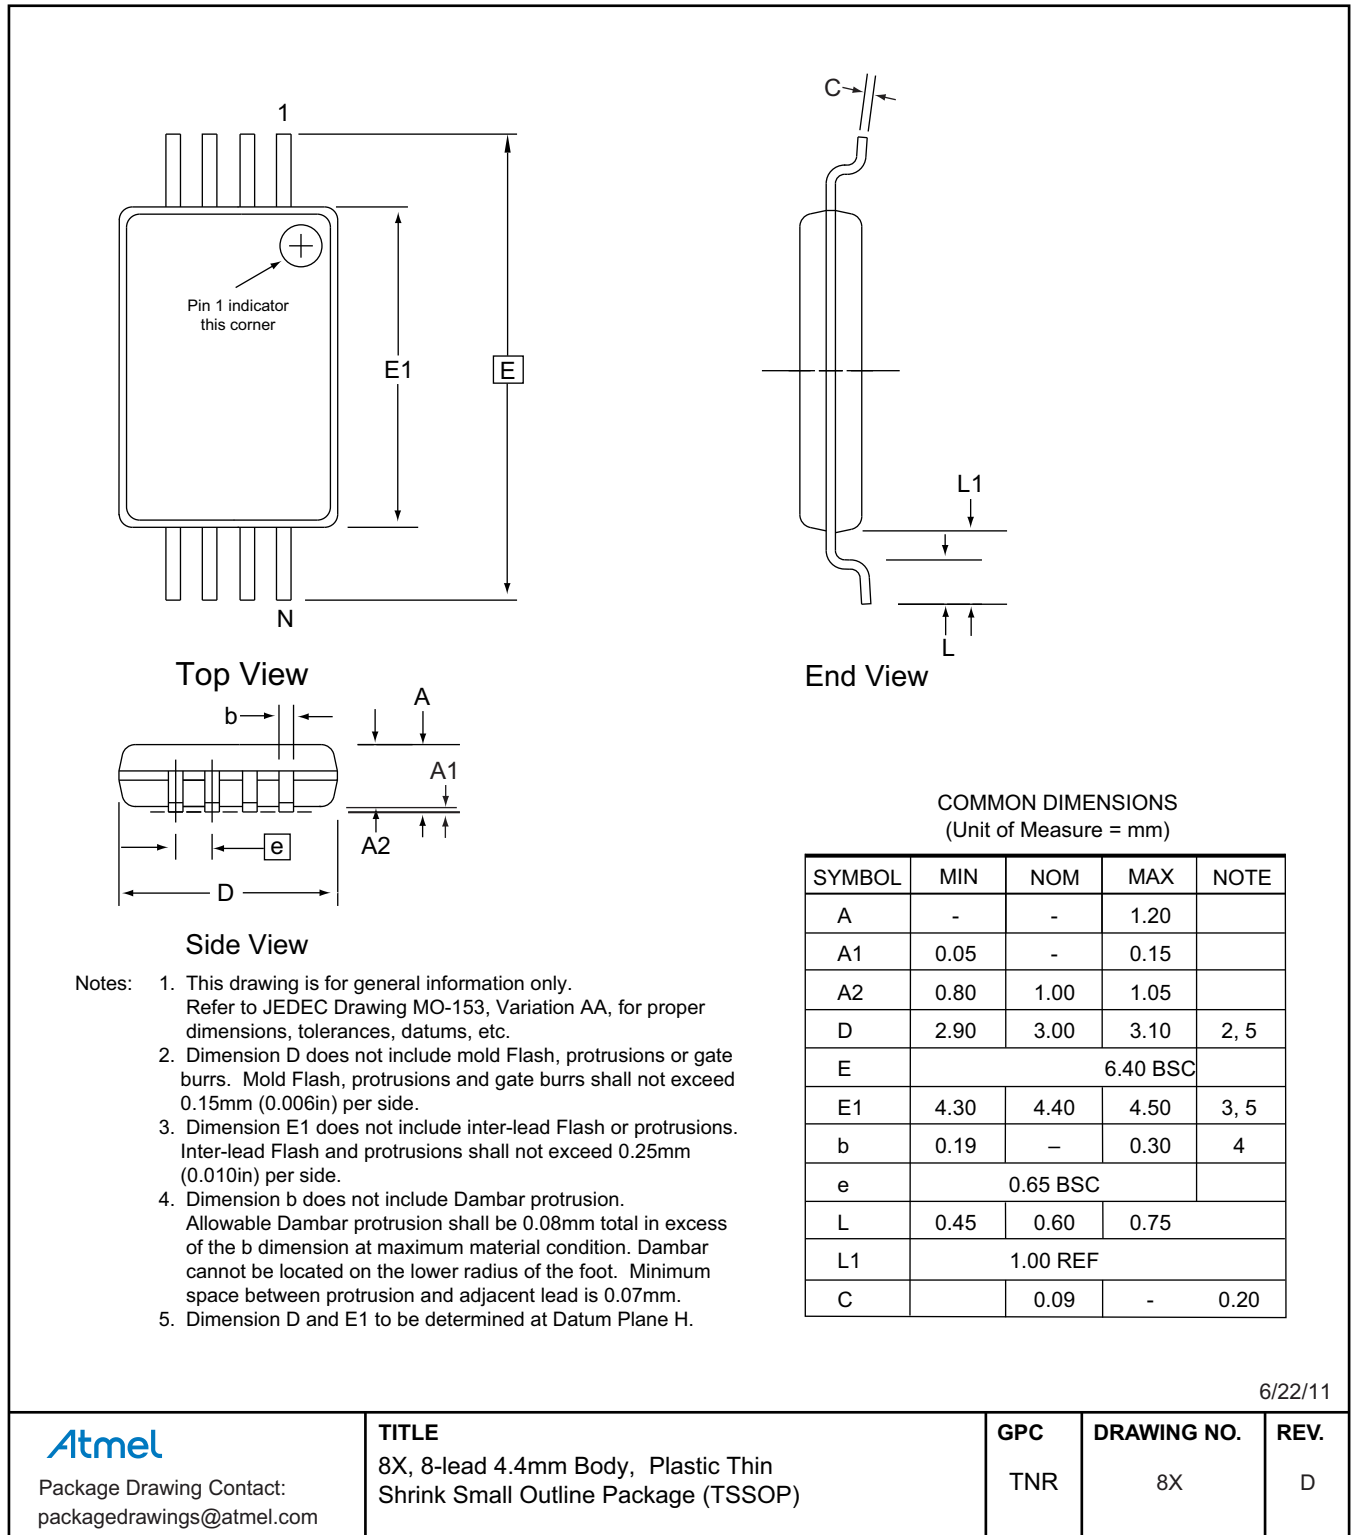 1
Pin 1 indicator
this corner
E1
E
N
Top View
C
L1
L
End View
b
A
A1
A2
e
D
Side View
COMMON DIMENSIONS
(Unit of Measure = mm)
SYMBOL MIN NOM MAX NOTE
A - - 1.20
A1 0.05 - 0.15
A2 0.80 1.00 1.05
D 2.90 3.00 3.10 2, 5
E 6.40 BSC
E1 4.30 4.40 4.50 3, 5
b 0.19 – 0.30 4
e 0.65 BSC
L 0.45 0.60 0.75
L1 1.00 REF
C 0.09 - 0.20
Notes: 1. This drawing is for general information only.
Refer to JEDEC Drawing MO-153, Variation AA, for proper
dimensions, tolerances, datums, etc.
2. Dimension D does not include mold Flash, protrusions or gate
burrs. Mold Flash, protrusions and gate burrs shall not exceed
0.15mm (0.006in) per side.
3. Dimension E1 does not include inter-lead Flash or protrusions.
Inter-lead Flash and protrusions shall not exceed 0.25mm
(0.010in) per side.
4. Dimension b does not include Dambar protrusion.
Allowable Dambar protrusion shall be 0.08mm total in excess
of the b dimension at maximum material condition. Dambar
cannot be located on the lower radius of the foot. Minimum
space between protrusion and adjacent lead is 0.07mm.
5. Dimension D and E1 to be determined at Datum Plane H.
6/22/11
Atmel
Package Drawing Contact:
packagedrawings@atmel.com
TITLE
8X, 8-lead 4.4mm Body, Plastic Thin
Shrink Small Outline Package (TSSOP)
GPC
TNR
DRAWING NO.
8X
REV.
D